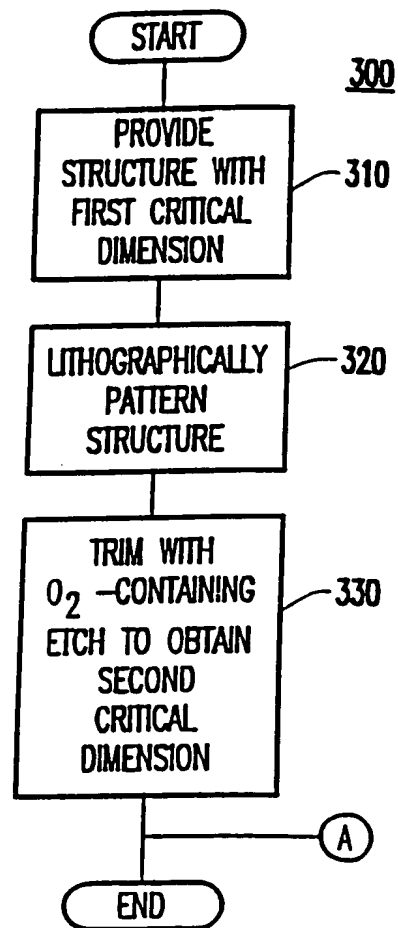 START
300
PROVIDE
STRUCTURE WITH
FIRST CRITICAL
DIMENSION
310
LITHOGRAPHICALLY
PATTERN
STRUCTURE
320
TRIM WITH
O2 -CONTAINING
ETCH TO OBTAIN
SECOND
CRITICAL
DIMENSION
330
A
END